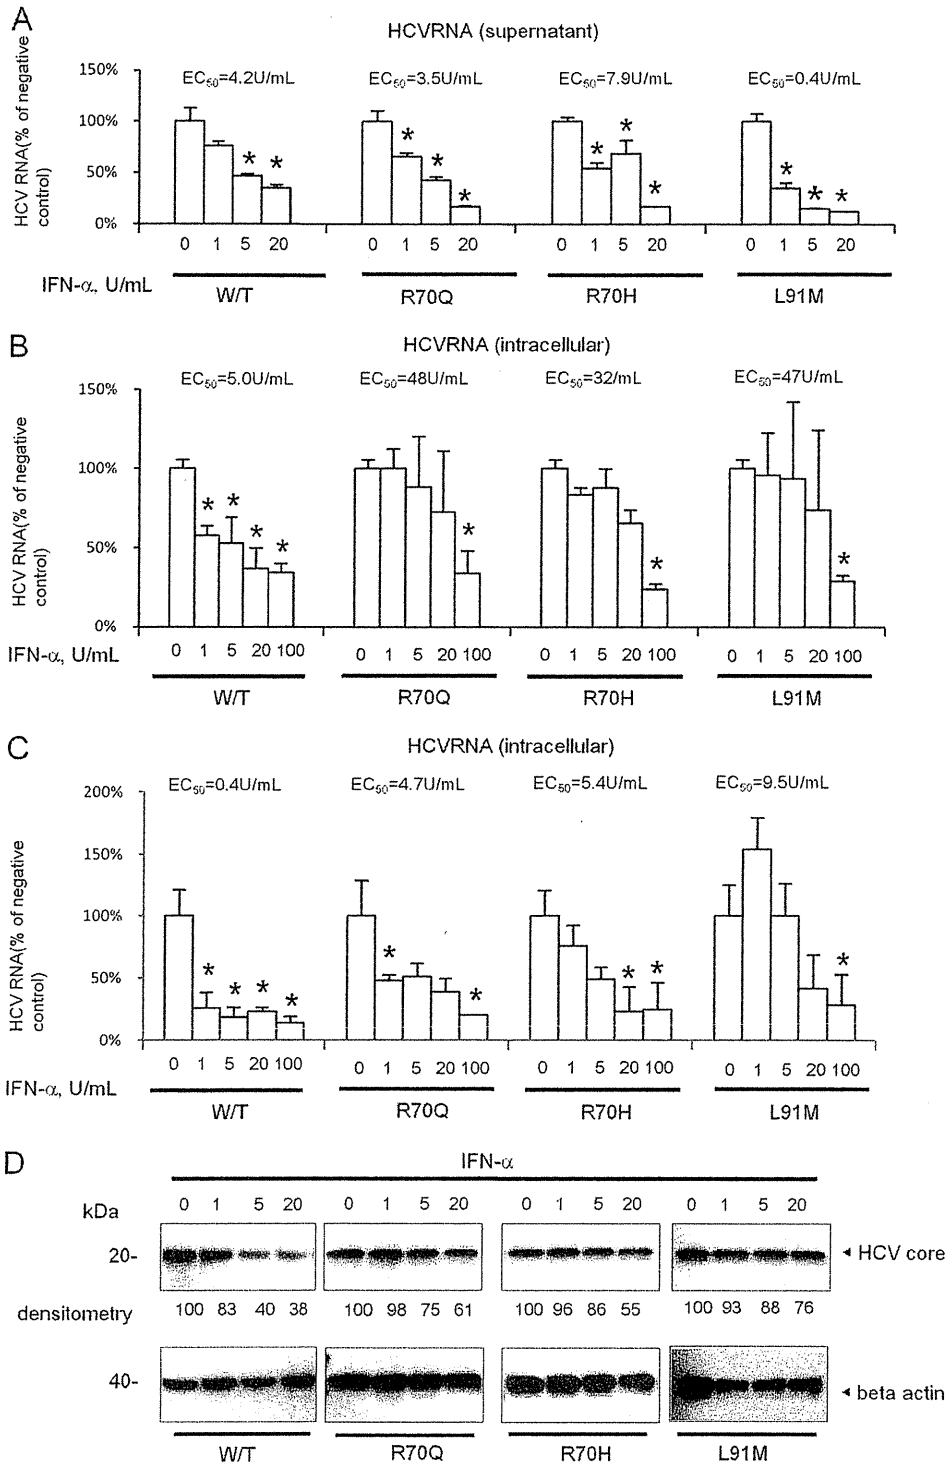 A
HCVRNA (supernatant)
HCV RNA(% of negative control)
150%
100%
50%
0%
EC50=4.2U/mL
EC50=3.5U/mL
EC50=7.9U/mL
EC50=0.4U/mL
* * * * * * * * * * *
0 1 5 20 0 1 5 20 0 1 5 20 0 1 5 20
IFN-α, U/mL
W/T R70Q R70H L91M
B
HCVRNA (intracellular)
HCV RNA(% of negative control)
150%
100%
50%
0%
EC50=5.0U/mL
EC50=48U/mL
EC50=32/mL
EC50=47U/mL
* * * * * * *
0 1 5 20 100 0 1 5 20 100 0 1 5 20 100 0 1 5 20 100
IFN-α, U/mL
W/T R70Q R70H L91M
C
HCVRNA (intracellular)
HCV RNA(% of negative control)
200%
150%
100%
50%
0%
EC50=0.4U/mL
EC50=4.7U/mL
EC50=5.4U/mL
EC50=9.5U/mL
* * * * * * * * *
0 1 5 20 100 0 1 5 20 100 0 1 5 20 100 0 1 5 20 100
IFN-α, U/mL
W/T R70Q R70H L91M
D
IFN-α
0 1 5 20 0 1 5 20 0 1 5 20 0 1 5 20
kDa
20-
HCV core
densitometry 100 83 40 38 100 98 75 61 100 96 86 55 100 93 88 76
40-
beta actin
W/T R70Q R70H L91M